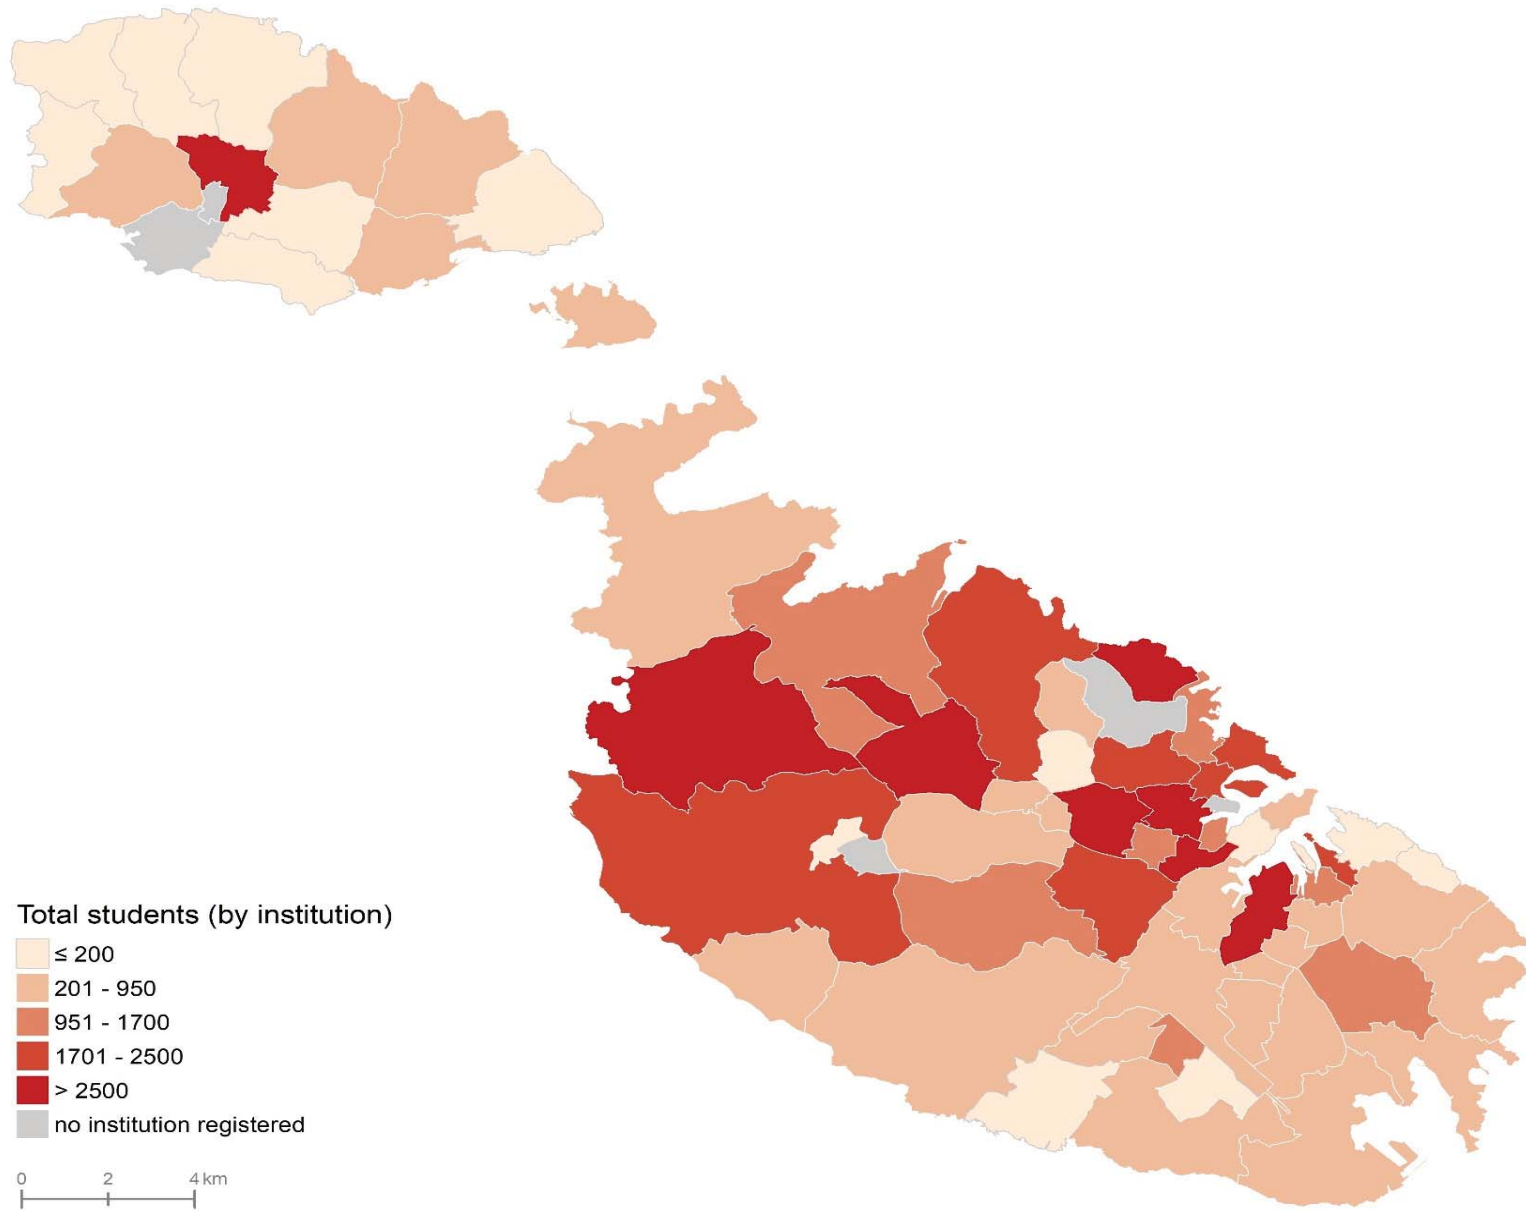 Total students (by institution)
≤ 200
201 - 950
951 - 1700
1701 - 2500
> 2500
no institution registered
0 2 4 km